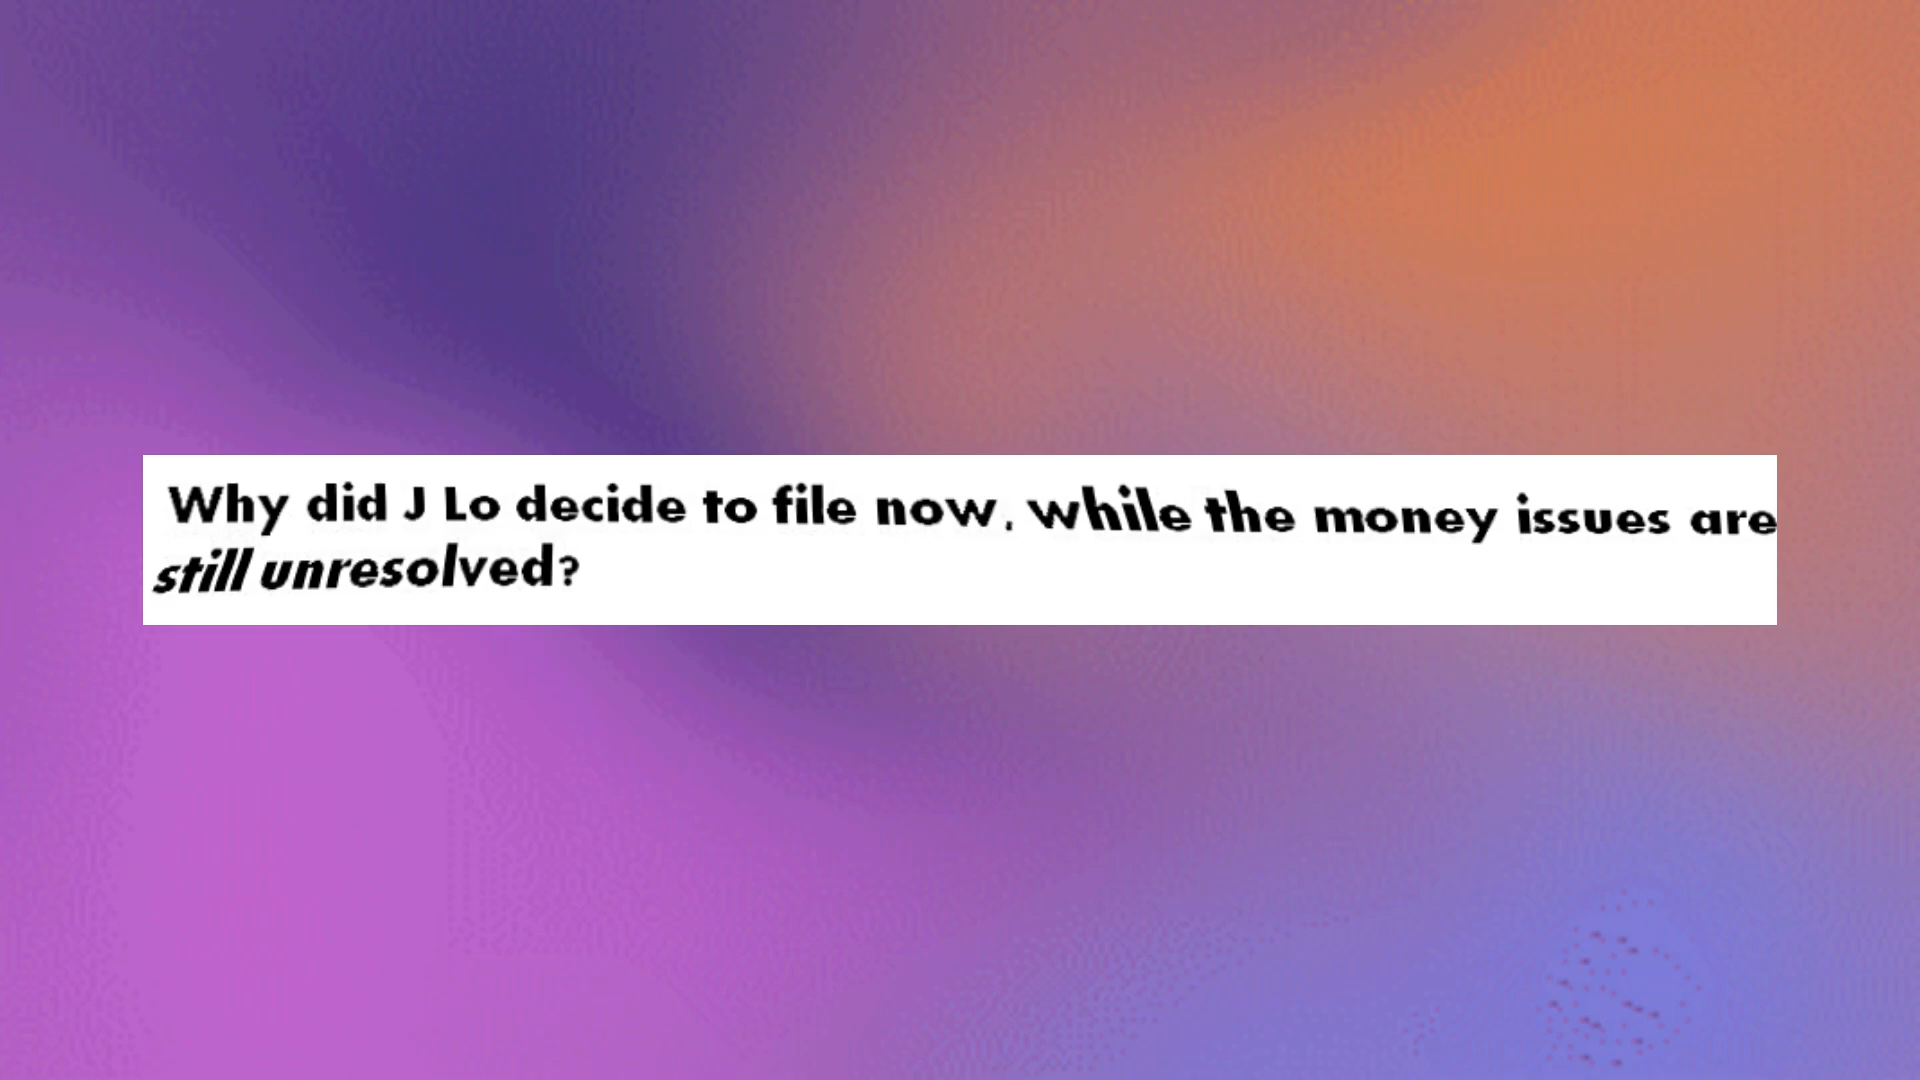 Why did J Lo decide to file now, while the money issues are
still unresolved?